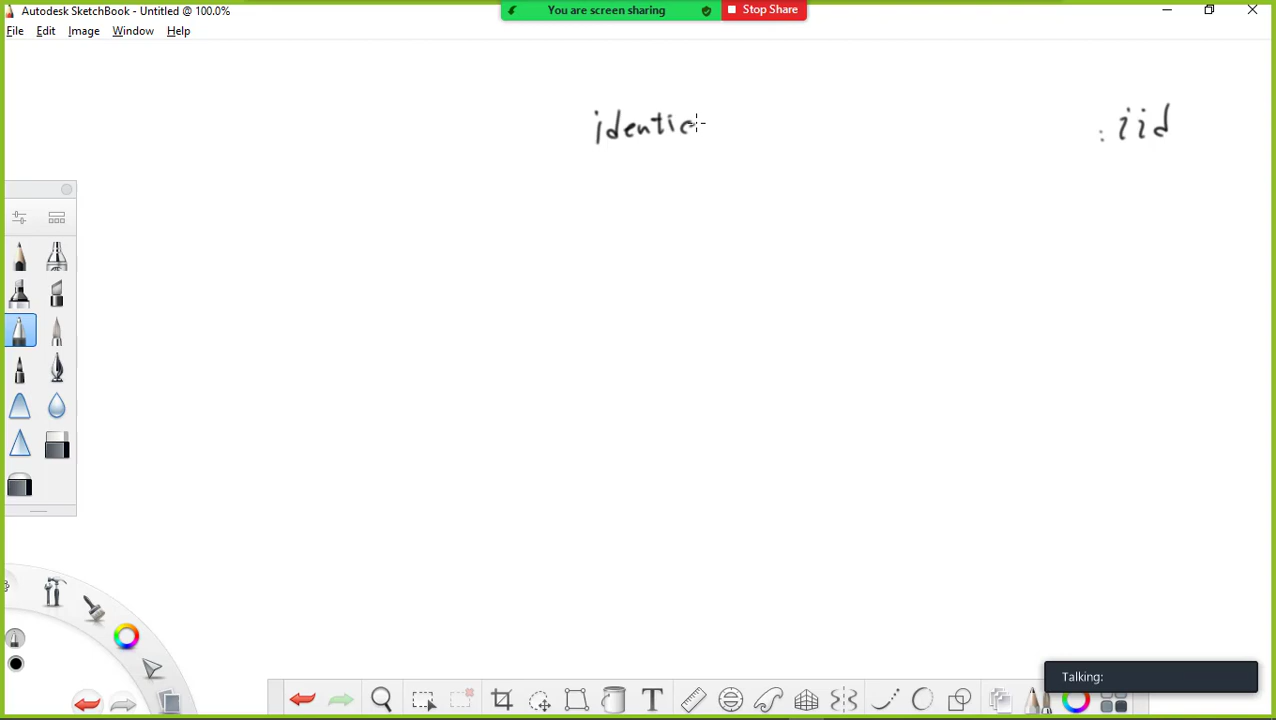 Autodesk SketchBook - Untitled @ 100.0%
You are screen sharing
Stop Share
File Edit Image Window Help
identic
: iid
Talking: